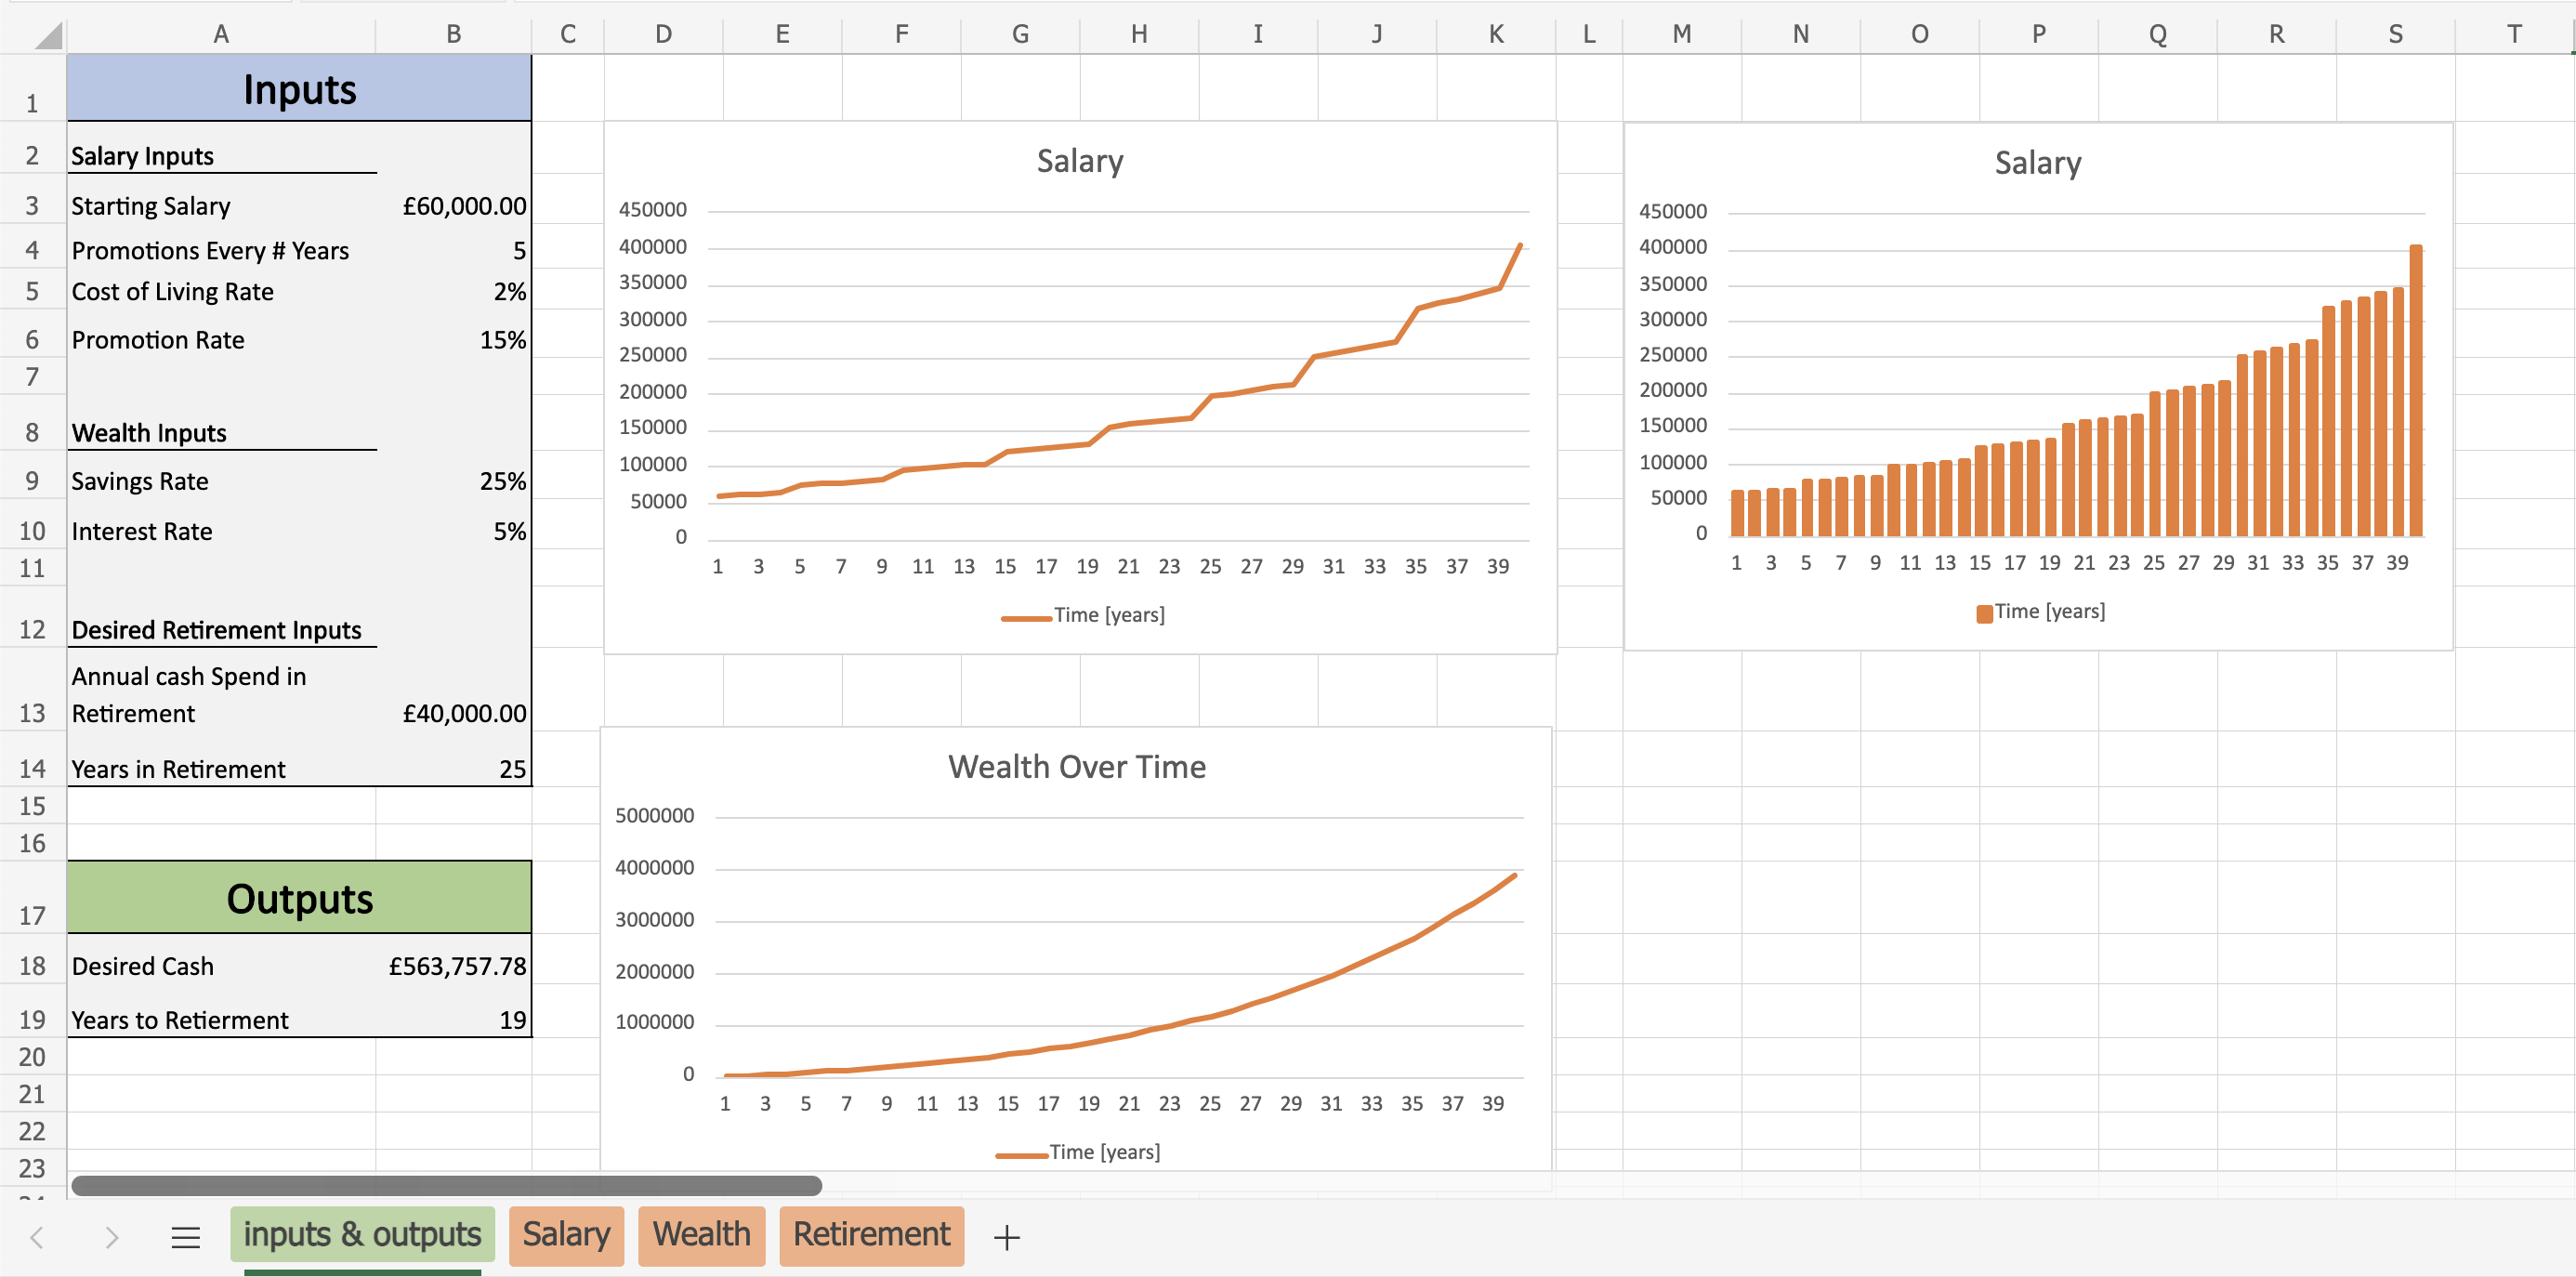 A B C D E F G H I J K L M N O P Q R S T
1 Inputs
2 Salary Inputs
3 Starting Salary £60,000.00
4 Promotions Every # Years 5
5 Cost of Living Rate 2%
6 Promotion Rate 15%
7
8 Wealth Inputs
9 Savings Rate 25%
10 Interest Rate 5%
11
12 Desired Retirement Inputs
Annual cash Spend in
13 Retirement £40,000.00
14 Years in Retirement 25
15
16
17 Outputs
18 Desired Cash £563,757.78
19 Years to Retierment 19
20
21
22
23
Salary
450000
400000
350000
300000
250000
200000
150000
100000
50000
0
1 3 5 7 9 11 13 15 17 19 21 23 25 27 29 31 33 35 37 39
Time [years]
Salary
450000
400000
350000
300000
250000
200000
150000
100000
50000
0
1 3 5 7 9 11 13 15 17 19 21 23 25 27 29 31 33 35 37 39
Time [years]
Wealth Over Time
5000000
4000000
3000000
2000000
1000000
0
1 3 5 7 9 11 13 15 17 19 21 23 25 27 29 31 33 35 37 39
Time [years]
inputs & outputs Salary Wealth Retirement +